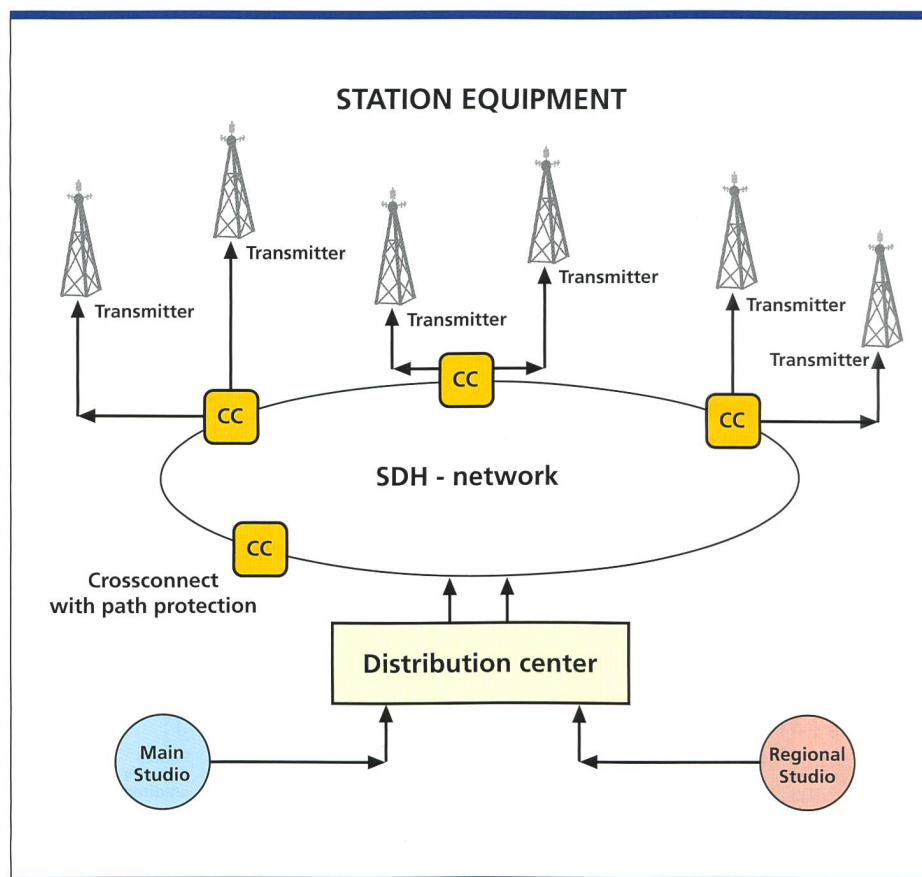 STATION EQUIPMENT
Transmitter
Transmitter
Transmitter
Transmitter
Transmitter
Transmitter
CC
CC
CC
SDH - network
CC
Crossconnect
with path protection
Distribution center
Main
Studio
Regional
Studio